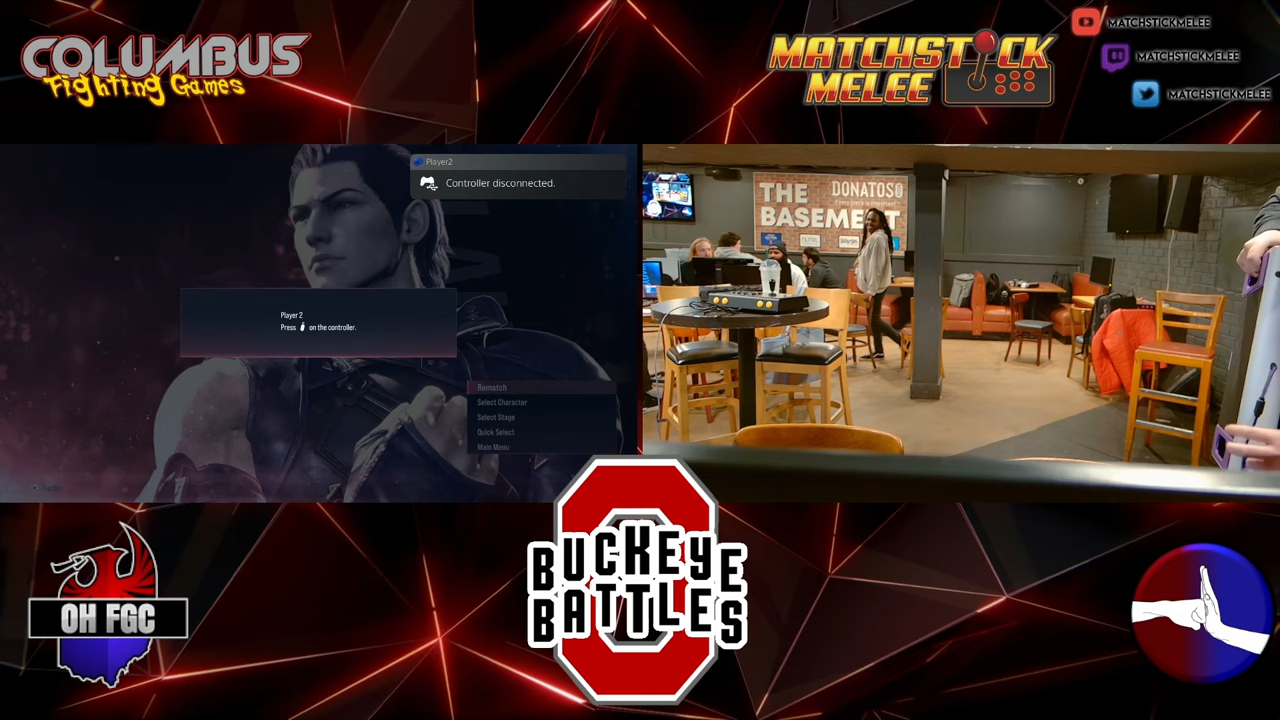 COLUMBUS
Fighting Games
MATCHSTICK
MELEE
MATCHSTICKMELEE
MATCHSTICKMELEE
MATCHSTICKMELEE
Player2
Controller disconnected.
Player 2
Press on the controller.
Rematch
Select Character
Select Stage
Quick Select
Main Menu
THE
BASEMENT
DONATOS
OH FGC
BUCKEYE
BATTLES